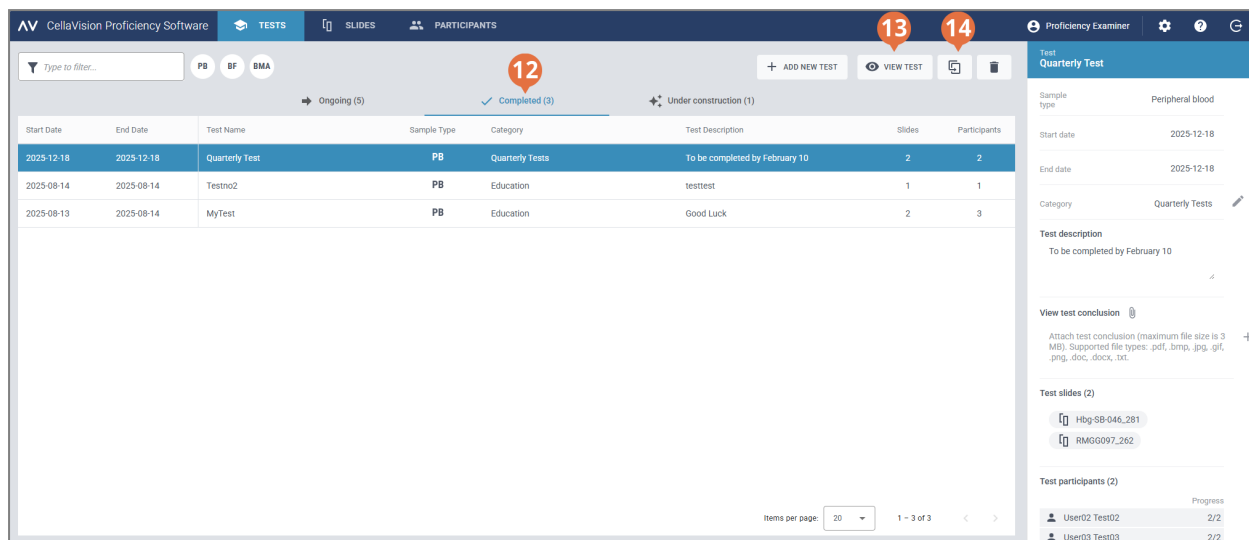 CellaVision Proficiency Software
TESTS
SLIDES
PARTICIPANTS
13
14
Proficiency Examiner
Type to filter...
PB
BF
BMA
12
ADD NEW TEST
VIEW TEST
Ongoing (5)
Completed (3)
Under construction (1)
Start Date End Date Test Name Sample Type Category Test Description Slides Participants
2025-12-18 2025-12-18 Quarterly Test PB Quarterly Tests To be completed by February 10 2 2
2025-08-14 2025-08-14 Testno2 PB Education testtest 1 1
2025-08-13 2025-08-14 MyTest PB Education Good Luck 2 3
Items per page: 20 1 – 3 of 3
Test
Quarterly Test
Sample
type
Peripheral blood
Start date 2025-12-18
End date 2025-12-18
Category Quarterly Tests
Test description
To be completed by February 10
View test conclusion
Attach test conclusion (maximum file size is 3
MB). Supported file types: .pdf, .bmp, .jpg, .gif,
.png, .doc, .docx, .txt.
Test slides (2)
Hbg-SB-046_281
RMGG097_262
Test participants (2)
Progress
User02 Test02 2/2
User03 Test03 2/2